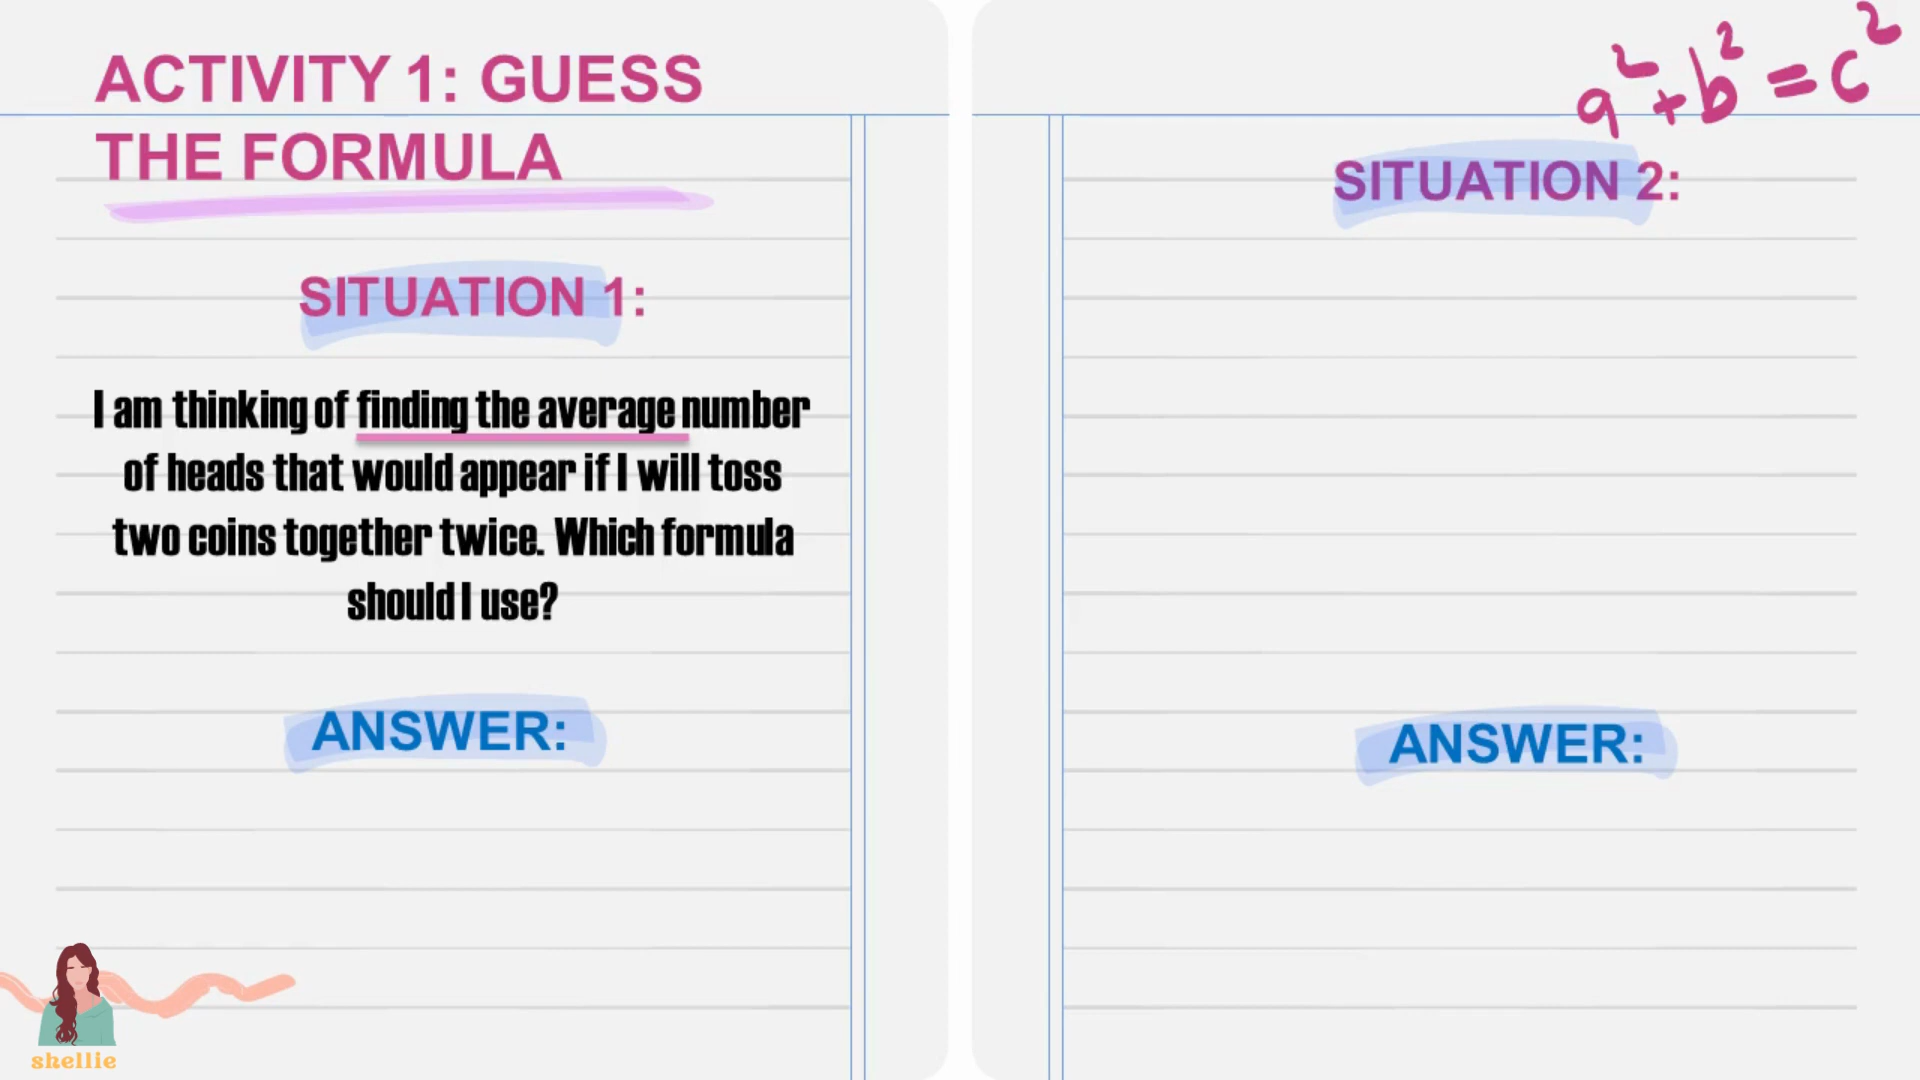 ACTIVITY 1: GUESS
THE FORMULA
SITUATION 1:
I am thinking of finding the average number
of heads that would appear if I will toss
two coins together twice. Which formula
should I use?
ANSWER:
shellie
a²+b²=c²
SITUATION 2:
ANSWER: